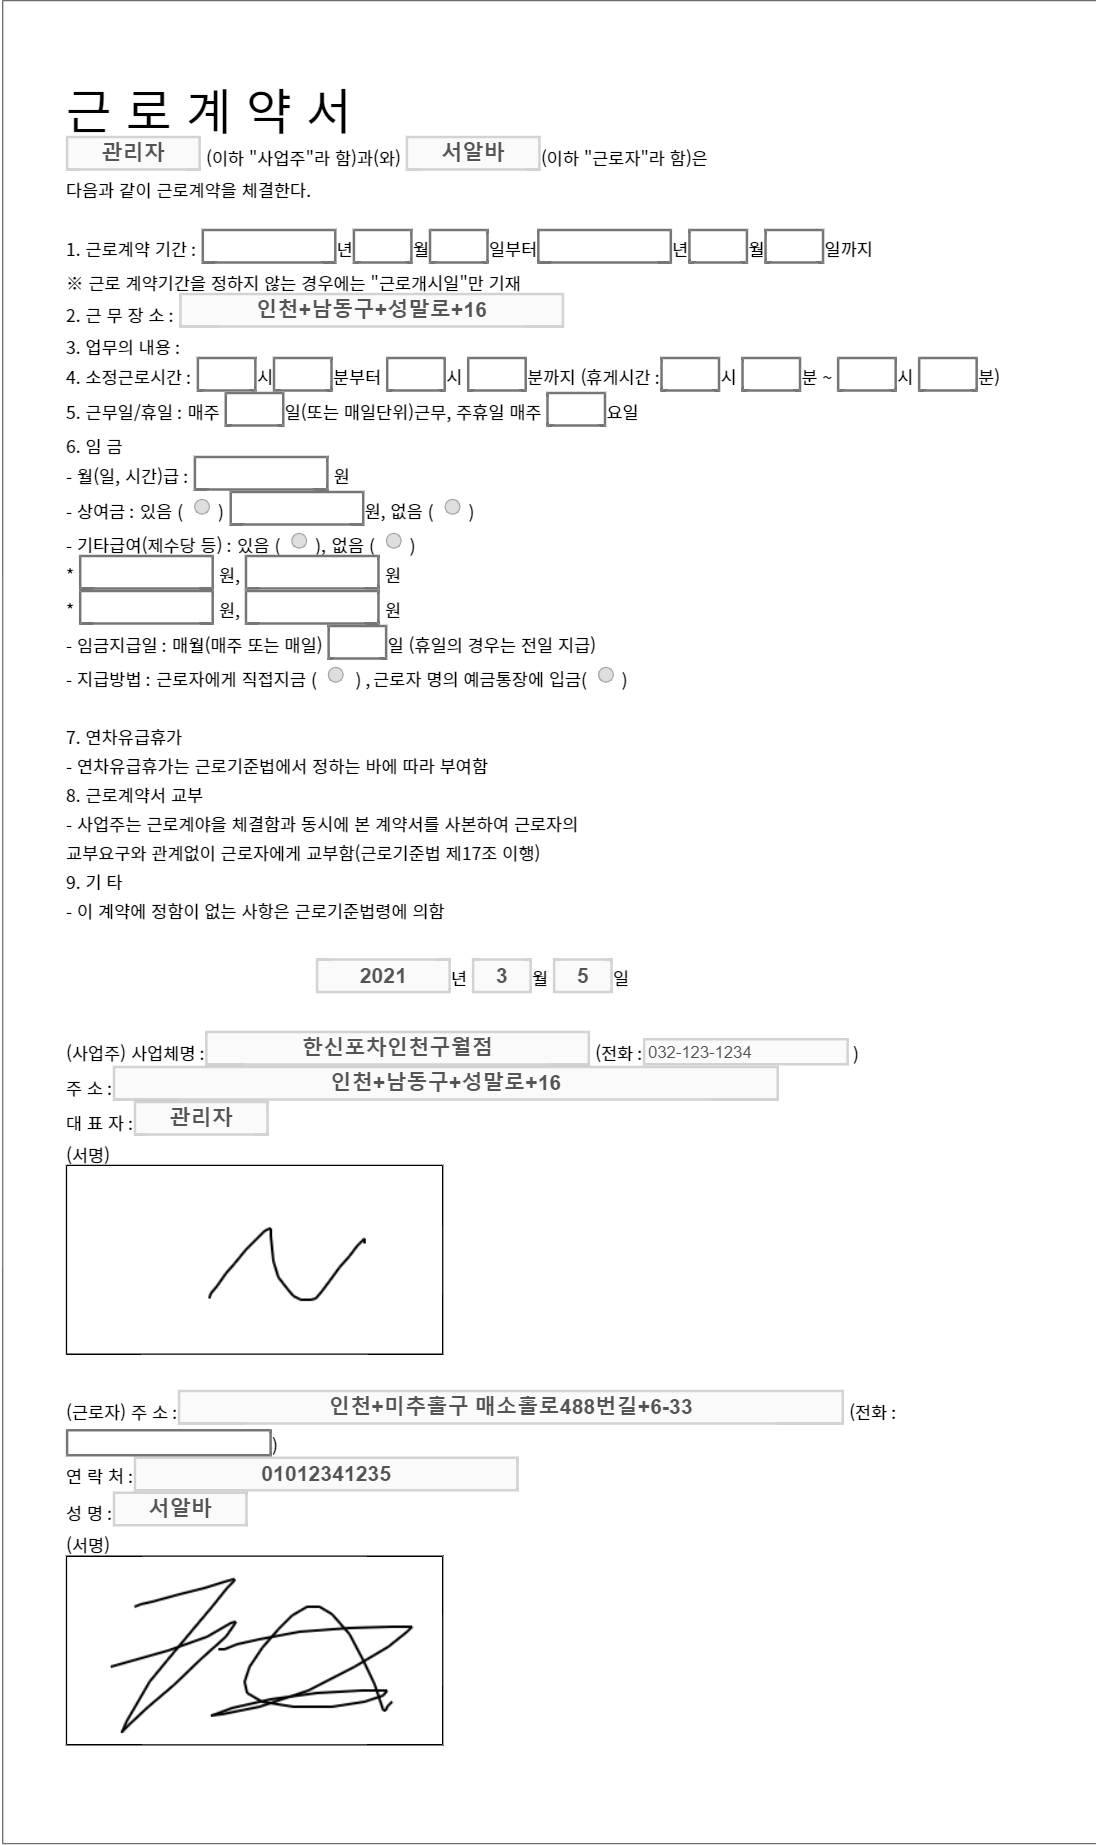 근 로 계 약 서
관리자 (이하 "사업주"라 함)과(와) 서알바 (이하 "근로자"라 함)은
다음과 같이 근로계약을 체결한다.
1. 근로계약 기간 : 년 월 일부터 년 월 일까지
※ 근로 계약기간을 정하지 않는 경우에는 "근로개시일"만 기재
2. 근 무 장 소 : 인천+남동구+성말로+16
3. 업무의 내용 :
4. 소정근로시간 : 시 분부터 시 분까지 (휴게시간 : 시 분 ~ 시 분)
5. 근무일/휴일 : 매주 일(또는 매일단위)근무, 주휴일 매주 요일
6. 임 금
- 월(일, 시간)급 : 원
- 상여금 : 있음 ( ) 원, 없음 ( )
- 기타급여(제수당 등) : 있음 ( ), 없음 ( )
* 원, 원
* 원, 원
- 임금지급일 : 매월(매주 또는 매일) 일 (휴일의 경우는 전일 지급)
- 지급방법 : 근로자에게 직접지금 ( ) , 근로자 명의 예금통장에 입금( )
7. 연차유급휴가
- 연차유급휴가는 근로기준법에서 정하는 바에 따라 부여함
8. 근로계약서 교부
- 사업주는 근로계야을 체결함과 동시에 본 계약서를 사본하여 근로자의
교부요구와 관계없이 근로자에게 교부함(근로기준법 제17조 이행)
9. 기 타
- 이 계약에 정함이 없는 사항은 근로기준법령에 의함
2021 년 3 월 5 일
(사업주) 사업체명 : 한신포차인천구월점 (전화 : 032-123-1234 )
주 소 : 인천+남동구+성말로+16
대 표 자 : 관리자
(서명)
(근로자) 주 소 : 인천+미추홀구 매소홀로488번길+6-33 (전화 :
)
연 락 처 : 01012341235
성 명 : 서알바
(서명)